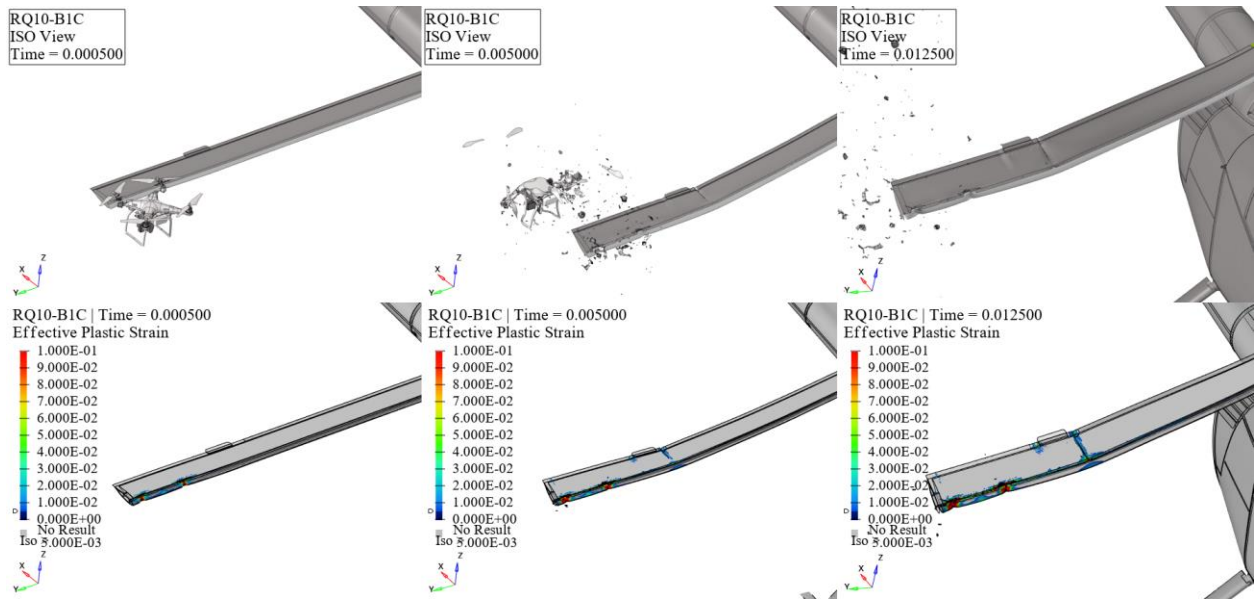 RQ10-B1C
ISO View
Time = 0.000500
X
Z
Y
RQ10-B1C
ISO View
Time = 0.005000
X
Z
Y
RQ10-B1C
ISO View
Time = 0.012500
X
Z
Y
RQ10-B1C | Time = 0.000500
Effective Plastic Strain
1.000E-01
9.000E-02
8.000E-02
7.000E-02
6.000E-02
5.000E-02
4.000E-02
3.000E-02
2.000E-02
1.000E-02
0.000E+00
No Result
Iso = 5.000E-03
X
Z
Y
RQ10-B1C | Time = 0.005000
Effective Plastic Strain
1.000E-01
9.000E-02
8.000E-02
7.000E-02
6.000E-02
5.000E-02
4.000E-02
3.000E-02
2.000E-02
1.000E-02
0.000E+00
No Result
Iso = 5.000E-03
X
Z
Y
RQ10-B1C | Time = 0.012500
Effective Plastic Strain
1.000E-01
9.000E-02
8.000E-02
7.000E-02
6.000E-02
5.000E-02
4.000E-02
3.000E-02
2.000E-02
1.000E-02
0.000E+00
No Result
Iso = 5.000E-03
X
Z
Y